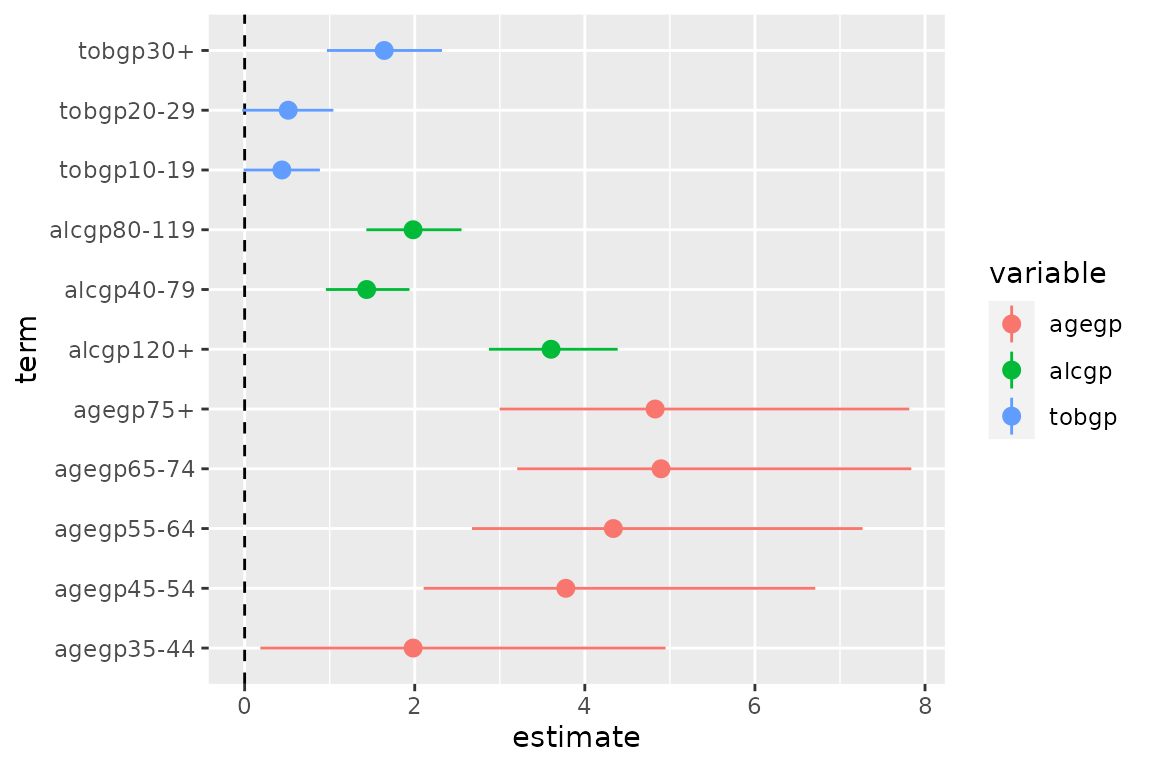 tobgp30+
tobgp20-29
tobgp10-19
alcgp80-119
alcgp40-79
alcgp120+
agegp75+
agegp65-74
agegp55-64
agegp45-54
agegp35-44
term
0 2 4 6 8
estimate
variable
agegp
alcgp
tobgp